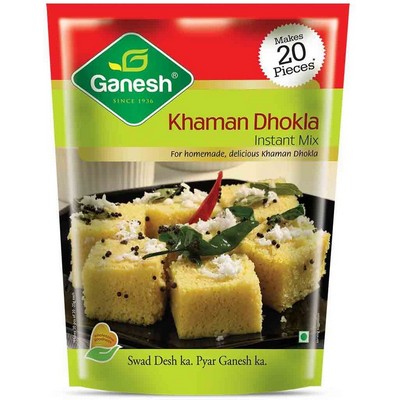 Ganesh®
SINCE 1936
Makes
20
Pieces*
Khaman Dhokla
Instant Mix
For homemade, delicious Khaman Dhokla
Swad Desh ka. Pyar Ganesh ka.